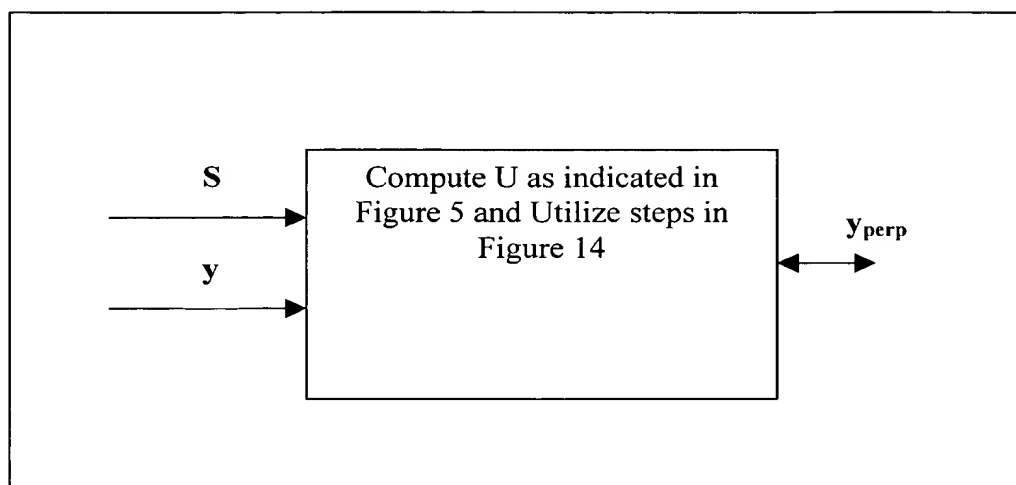 S
y
Compute U as indicated in
Figure 5 and Utilize steps in
Figure 14
yperp